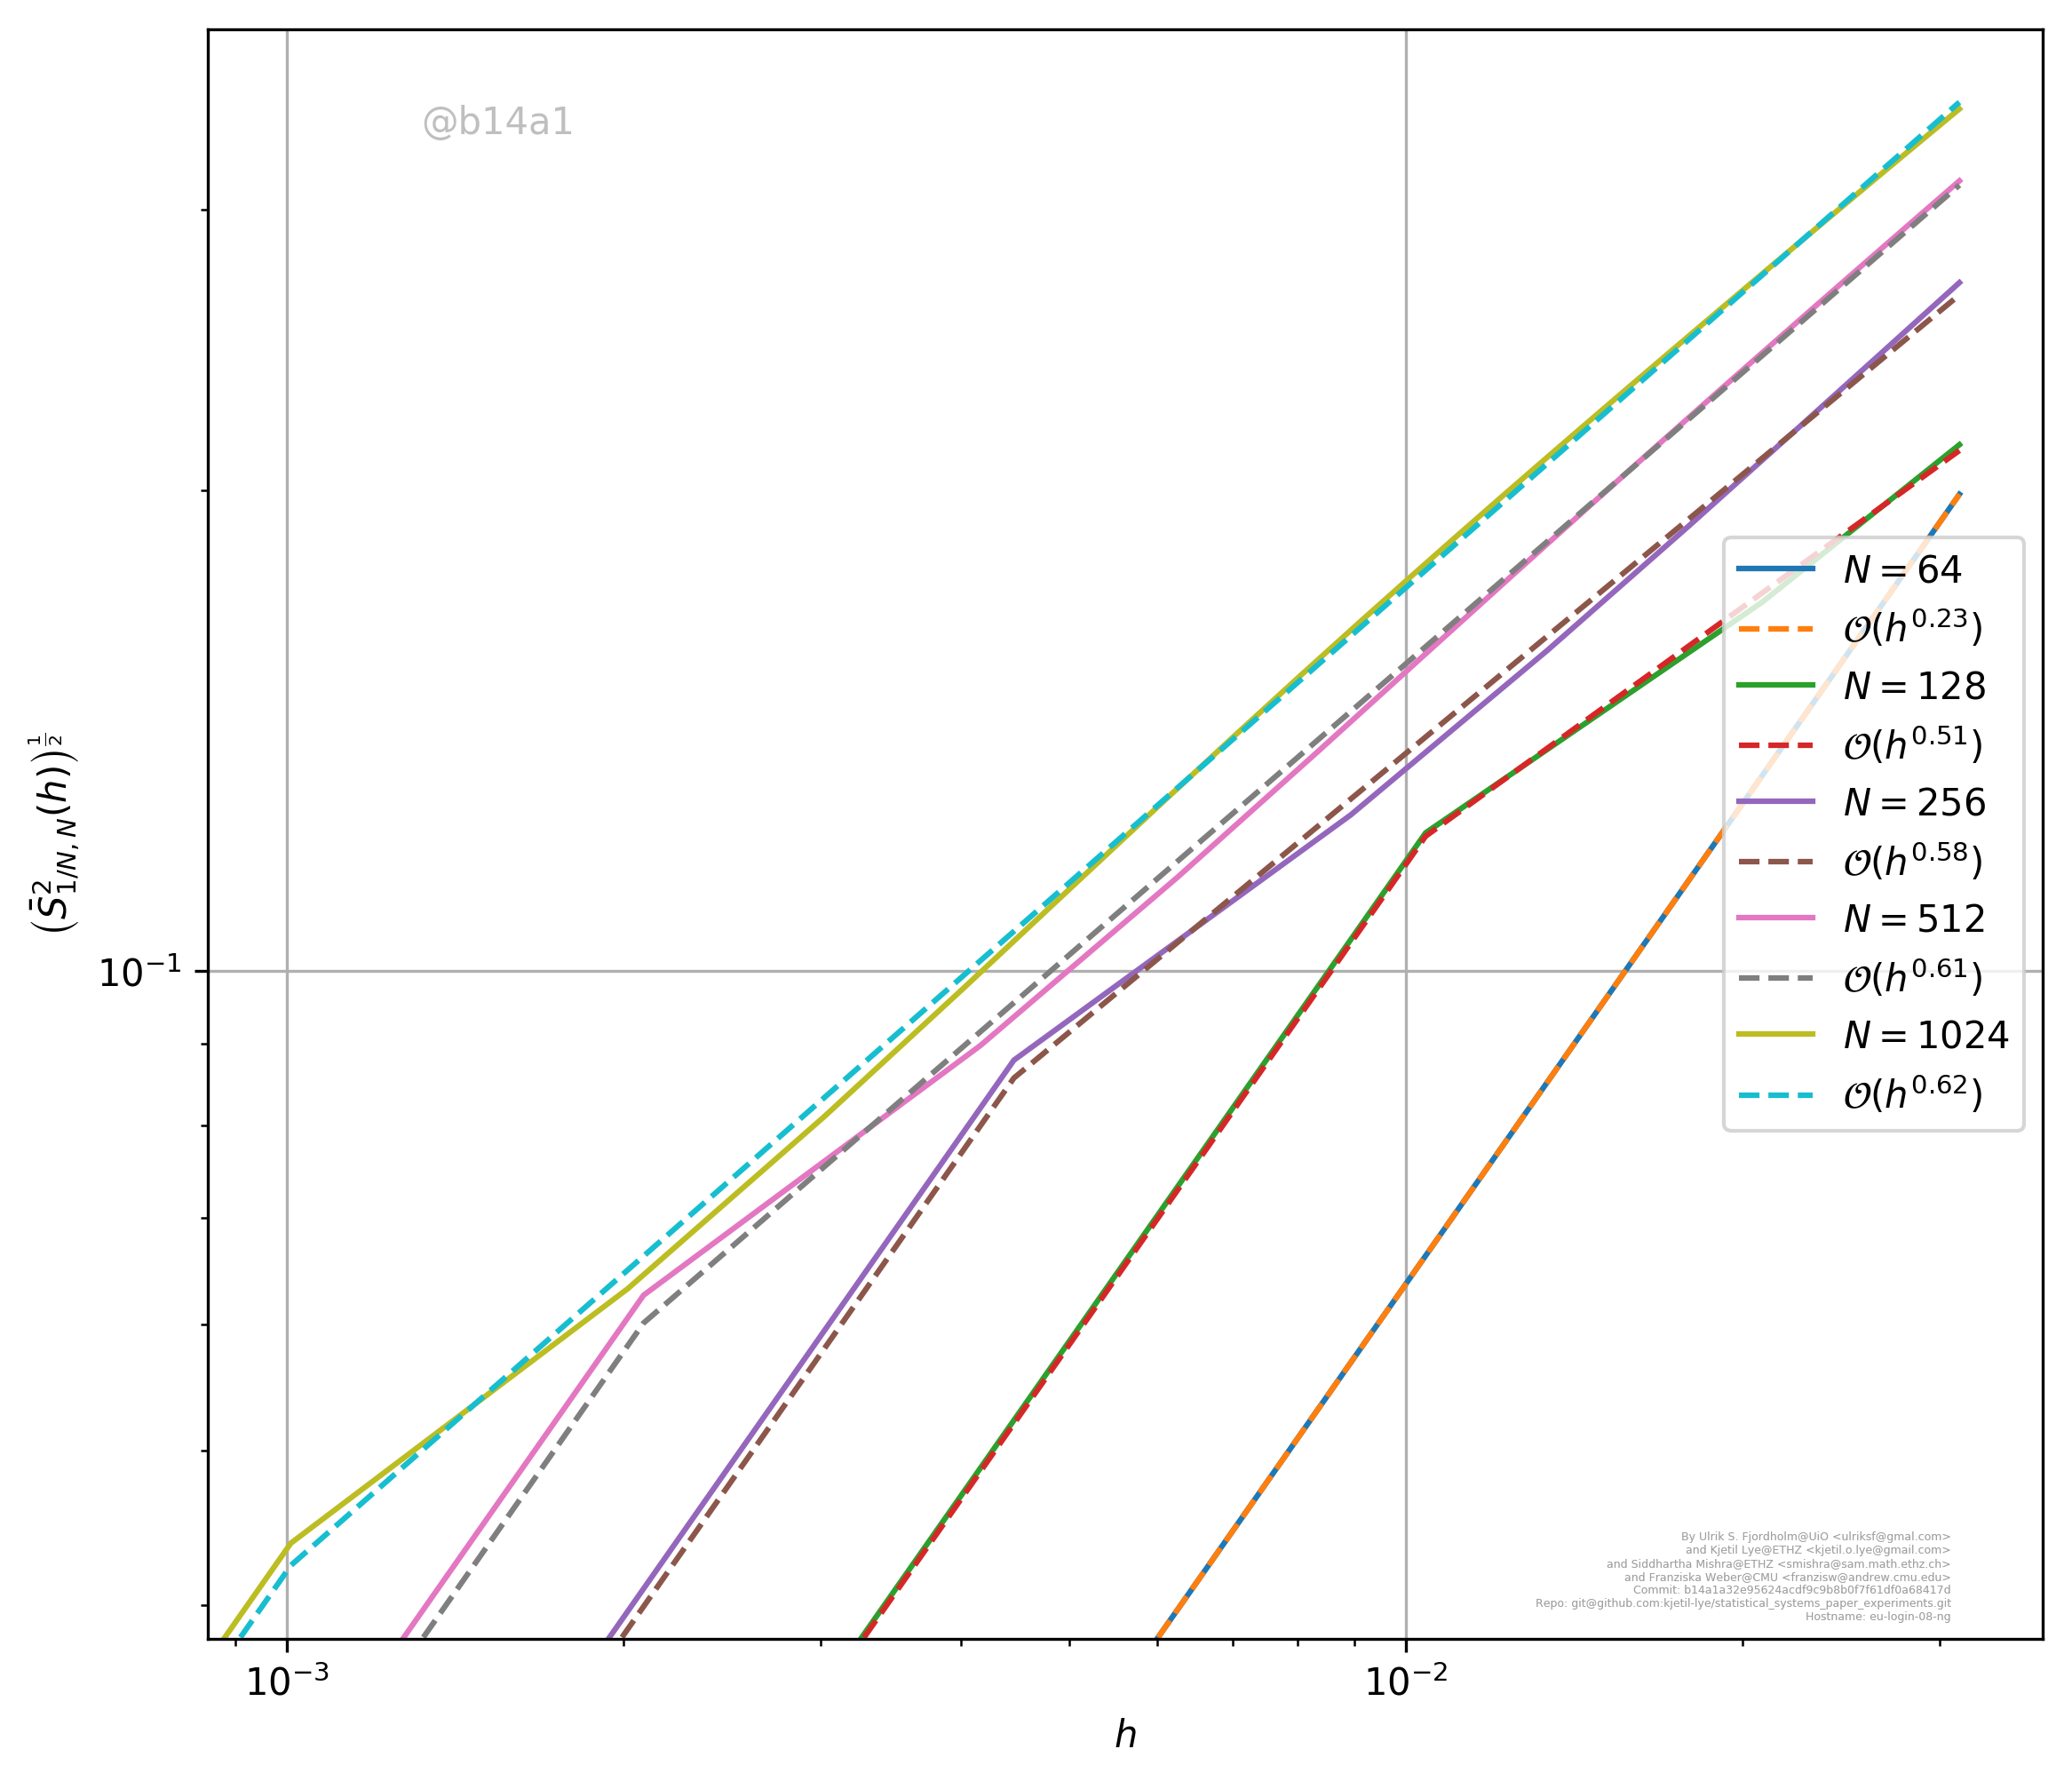 @b14a1
(S̄²_{1/N, N}(h))^{1/2}
10⁻¹
N = 64
𝒪(h^{0.23})
N = 128
𝒪(h^{0.51})
N = 256
𝒪(h^{0.58})
N = 512
𝒪(h^{0.61})
N = 1024
𝒪(h^{0.62})
By Ulrik S. Fjordholm@UiO <ulriksf@gmal.com>
and Kjetil Lye@ETHZ <kjetil.o.lye@gmail.com>
and Siddhartha Mishra@ETHZ <smishra@sam.math.ethz.ch>
and Franziska Weber@CMU <franzisw@andrew.cmu.edu>
Commit: b14a1a32e95624acdf9c9b8b0f7f61df0a68417d
Repo: git@github.com:kjetil-lye/statistical_systems_paper_experiments.git
Hostname: eu-login-08-ng
10⁻³
10⁻²
h